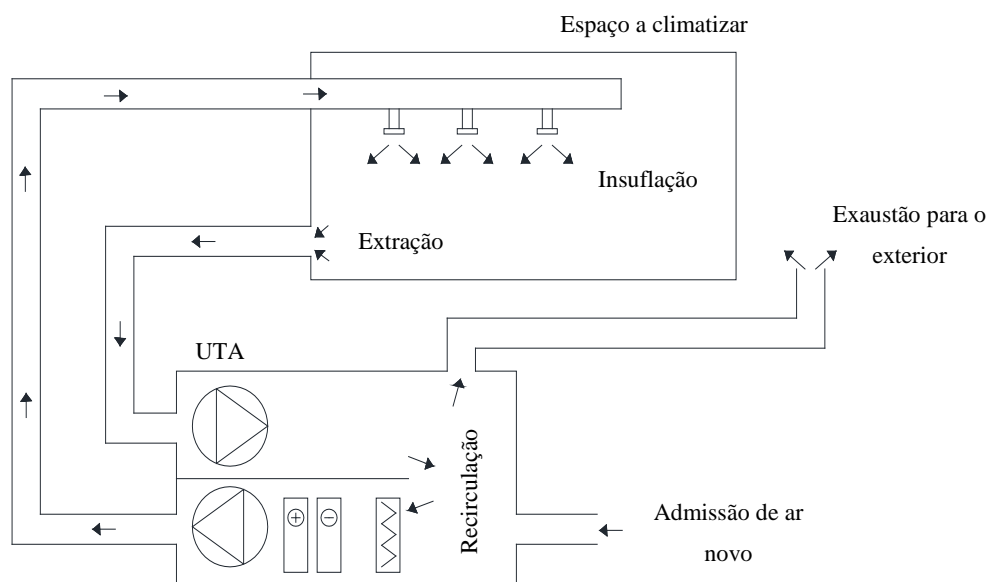 Espaço a climatizar
Insuflação
Extração
Exaustão para o
exterior
UTA
Recirculação
Admissão de ar
novo